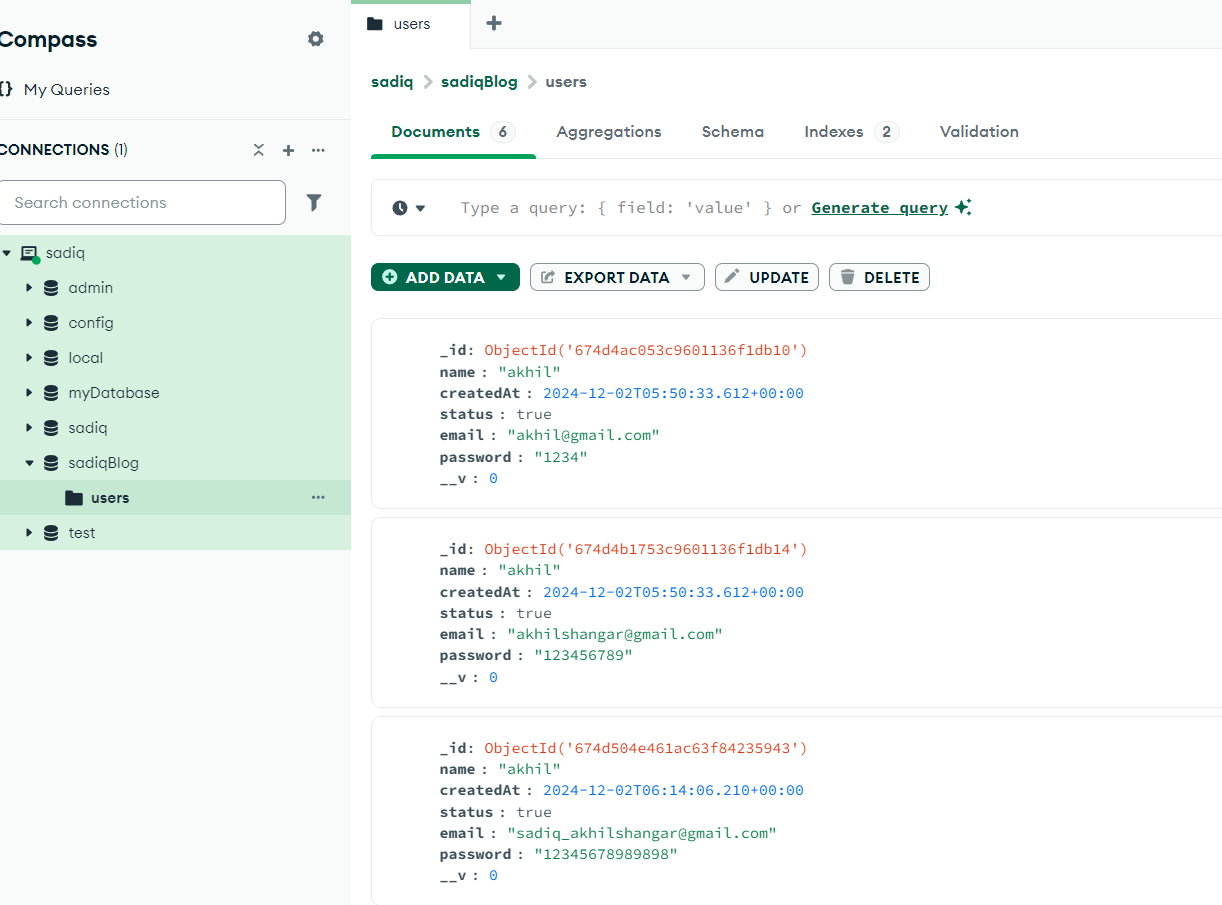 Compass
My Queries
CONNECTIONS (1)
Search connections
sadiq
admin
config
local
myDatabase
sadiq
sadiqBlog
users
test
users
sadiq > sadiqBlog > users
Documents 6 Aggregations Schema Indexes 2 Validation
Type a query: { field: 'value' } or Generate query
ADD DATA EXPORT DATA UPDATE DELETE
_id: ObjectId('674d4ac053c9601136f1db10')
name : "akhil"
createdAt : 2024-12-02T05:50:33.612+00:00
status : true
email : "akhil@gmail.com"
password : "1234"
__v : 0
_id: ObjectId('674d4b1753c9601136f1db14')
name : "akhil"
createdAt : 2024-12-02T05:50:33.612+00:00
status : true
email : "akhilshangar@gmail.com"
password : "123456789"
__v : 0
_id: ObjectId('674d504e461ac63f84235943')
name : "akhil"
createdAt : 2024-12-02T06:14:06.210+00:00
status : true
email : "sadiq_akhilshangar@gmail.com"
password : "12345678989898"
__v : 0